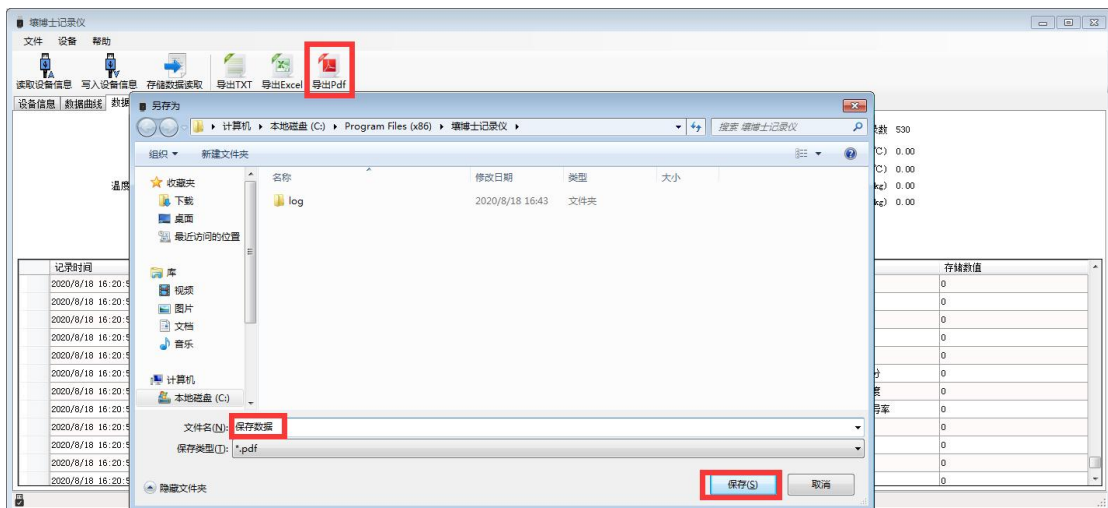 壤博士记录仪
文件 设备 帮助
读取设备信息 写入设备信息 存储数据读取 导出TXT 导出Excel 导出Pdf
设备信息 数据曲线 数据
另存为
计算机 本地磁盘 (C:) Program Files (x86) 壤博士记录仪
搜索 壤博士记录仪
数 530
组织 新建文件夹
℃) 0.00
℃) 0.00
kg) 0.00
kg) 0.00
温度
名称 修改日期 类型 大小
收藏夹
下载
桌面
最近访问的位置
log 2020/8/18 16:43 文件夹
库
视频
图片
文档
音乐
计算机
本地磁盘 (C:)
记录时间 存储数值
2020/8/18 16:20:5 0
2020/8/18 16:20:5 0
2020/8/18 16:20:5 0
2020/8/18 16:20:5 0
2020/8/18 16:20:5 0
2020/8/18 16:20:5 分 0
2020/8/18 16:20:5 度 0
2020/8/18 16:20:5 导率 0
2020/8/18 16:20:5 0
2020/8/18 16:20:5 0
2020/8/18 16:20:5 0
2020/8/18 16:20:5 0
文件名(N): 保存数据
保存类型(T): *.pdf
隐藏文件夹
保存(S) 取消